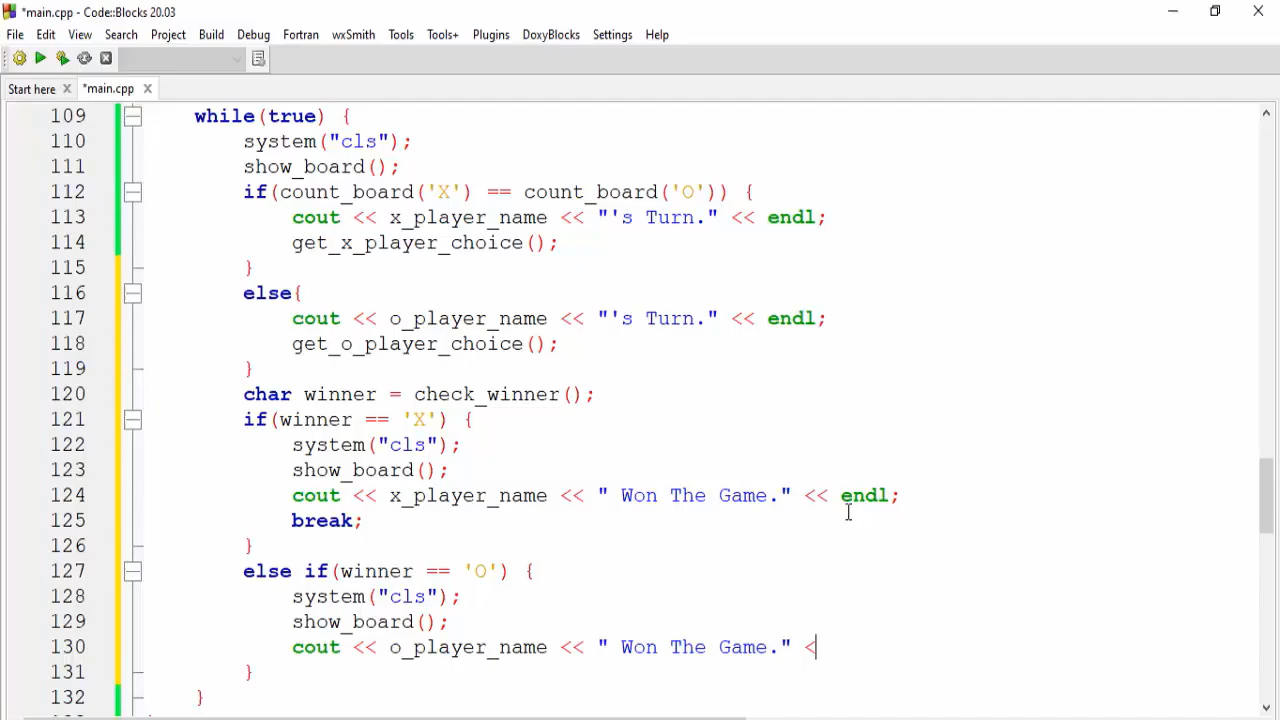 *main.cpp - Code::Blocks 20.03
File Edit View Search Project Build Debug Fortran wxSmith Tools Tools+ Plugins DoxyBlocks Settings Help
Start here *main.cpp
109 while(true) {
110 system("cls");
111 show_board();
112 if(count_board('X') == count_board('O')) {
113 cout << x_player_name << "'s Turn." << endl;
114 get_x_player_choice();
115 }
116 else{
117 cout << o_player_name << "'s Turn." << endl;
118 get_o_player_choice();
119 }
120 char winner = check_winner();
121 if(winner == 'X') {
122 system("cls");
123 show_board();
124 cout << x_player_name << " Won The Game." << endl;
125 break;
126 }
127 else if(winner == 'O') {
128 system("cls");
129 show_board();
130 cout << o_player_name << " Won The Game." <
131 }
132 }